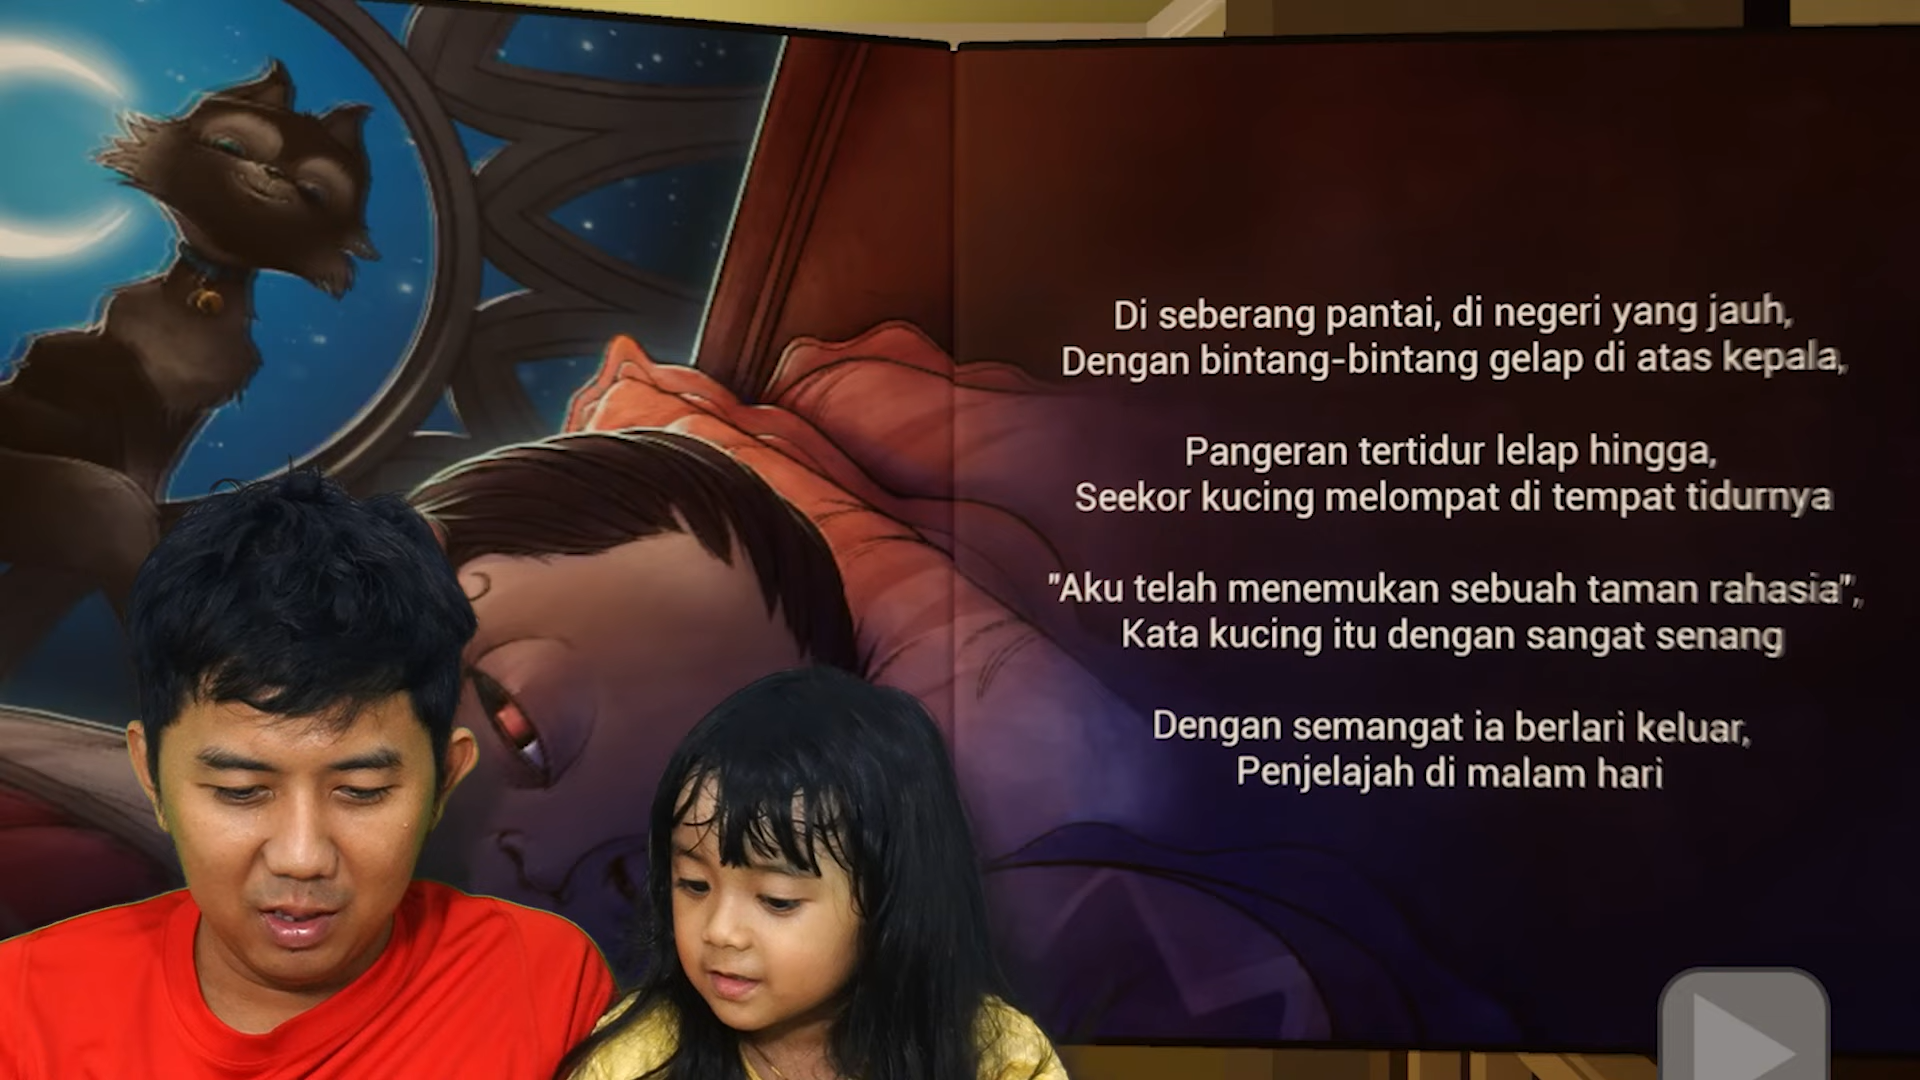 Di seberang pantai, di negeri yang jauh,
Dengan bintang-bintang gelap di atas kepala,
Pangeran tertidur lelap hingga,
Seekor kucing melompat di tempat tidurnya
"Aku telah menemukan sebuah taman rahasia",
Kata kucing itu dengan sangat senang
Dengan semangat ia berlari keluar,
Penjelajah di malam hari